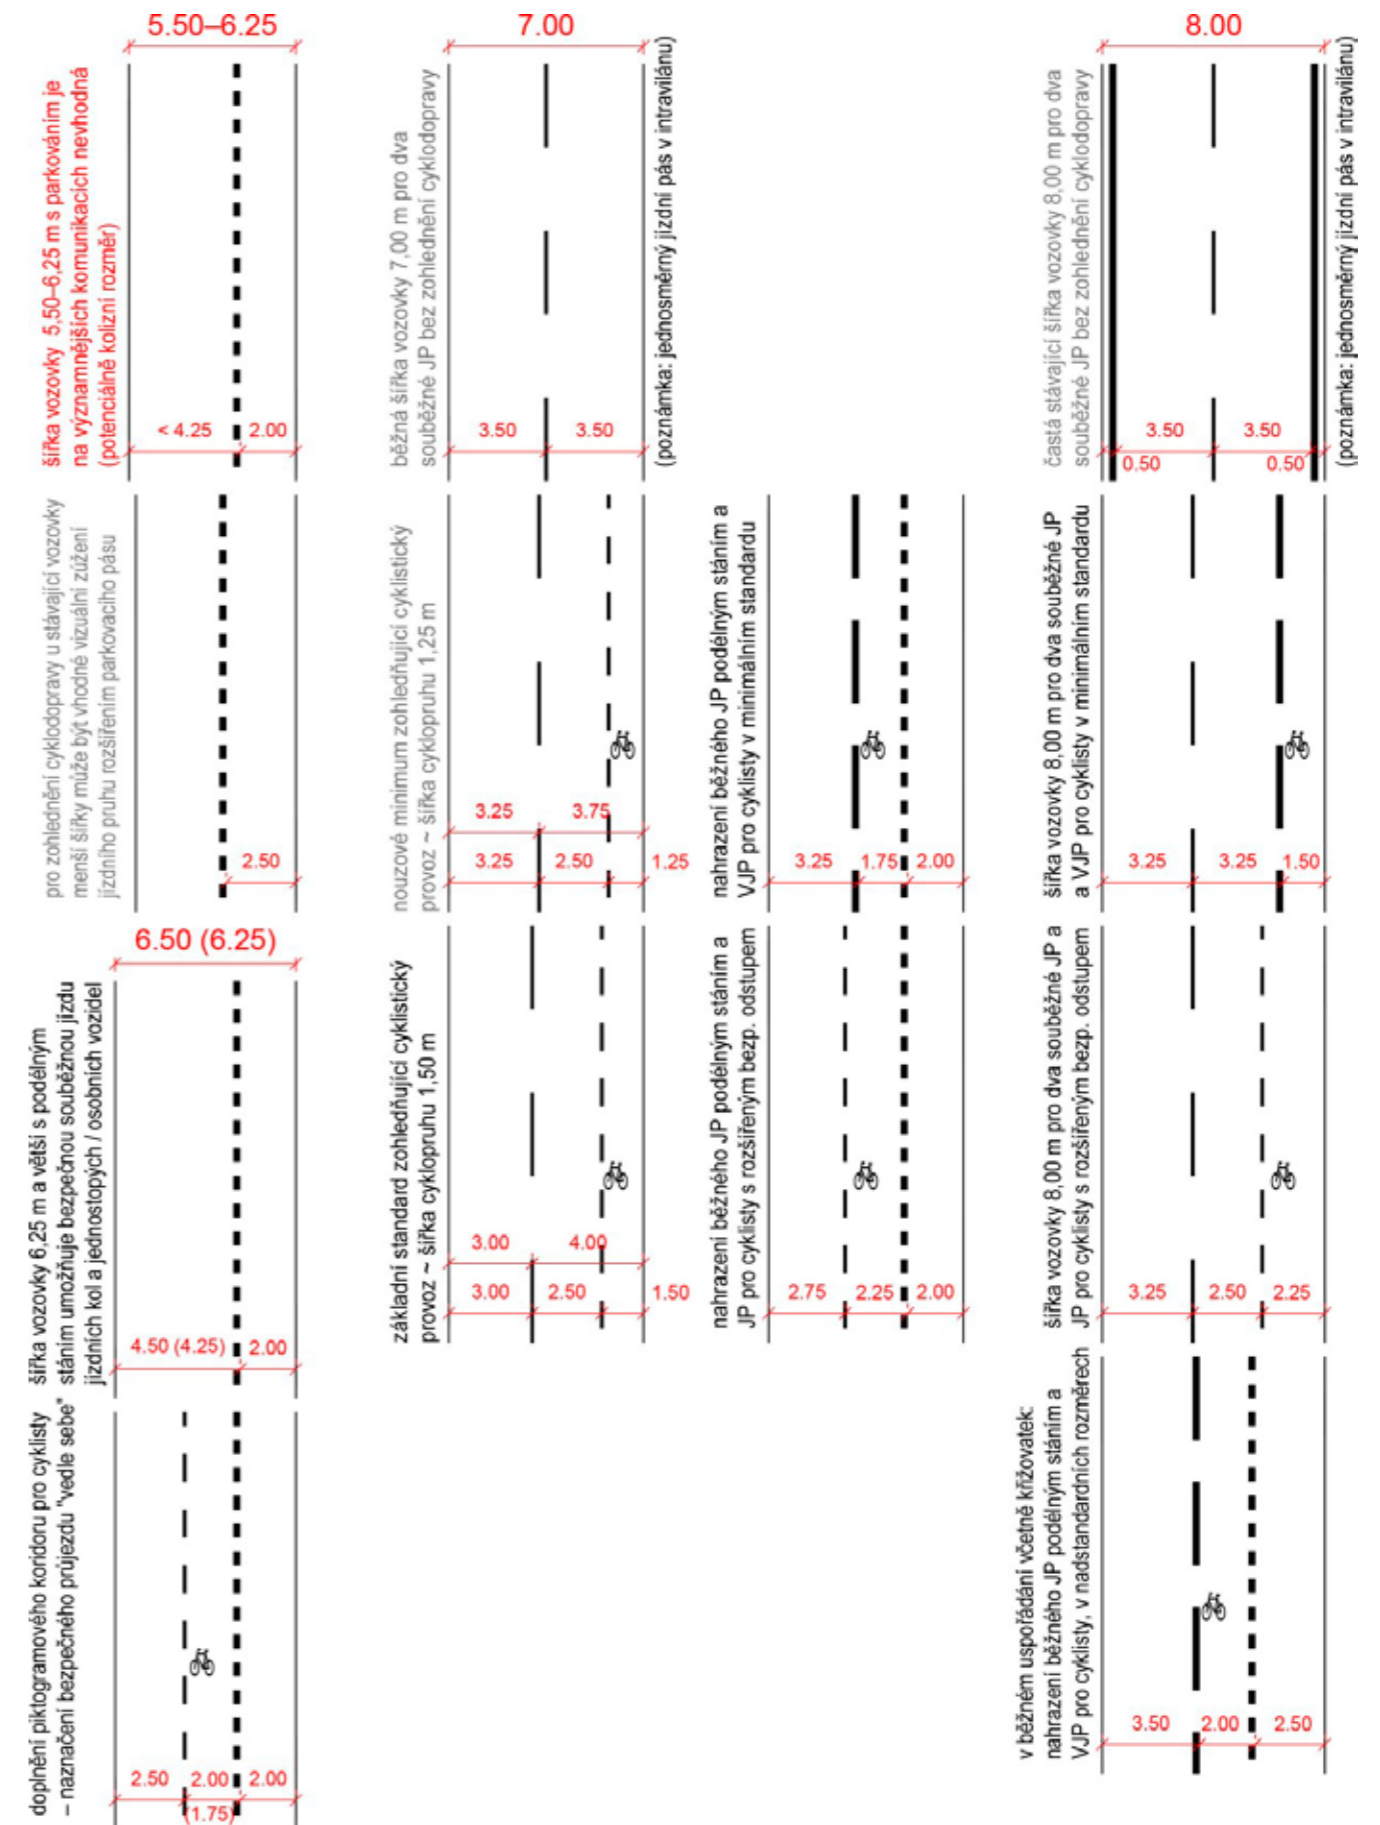 5.50–6.25
šířka vozovky 5,50–6,25 m s parkováním je
na významnějších komunikacích nevhodná
(potenciálně kolizní rozměr)
< 4.25
2.00
pro zohlednění cyklodopravy u stávající vozovky
menší šířky může být vhodné vizuální zúžení
jízdního pruhu rozšířením parkovacího pásu
2.50
6.50 (6.25)
šířka vozovky 6,25 m a větší s podélným
stáním umožňuje bezpečnou souběžnou jízdu
jízdních kol a jednostopých / osobních vozidel
4.50 (4.25)
2.00
doplnění piktogramového koridoru pro cyklisty
– naznačení bezpečného průjezdu "vedle sebe"
2.50
2.00
2.00
(1.75)
7.00
běžná šířka vozovky 7,00 m pro dva
souběžné JP bez zohlednění cyklodopravy
3.50
3.50
(poznámka: jednosměrný jízdní pás v intravilánu)
nouzové minimum zohledňující cyklistický
provoz ~ šířka cyklopruhu 1,25 m
3.25
3.75
3.25
2.50
1.25
nahrazení běžného JP podélným stáním a
VJP pro cyklisty v minimálním standardu
3.25
1.75
2.00
základní standard zohledňující cyklistický
provoz ~ šířka cyklopruhu 1,50 m
3.00
4.00
3.00
2.50
1.50
nahrazení běžného JP podélným stáním a
JP pro cyklisty s rozšířeným bezp. odstupem
2.75
2.25
2.00
8.00
častá stávající šířka vozovky 8,00 m pro dva
souběžné JP bez zohlednění cyklodopravy
3.50
3.50
0.50
0.50
(poznámka: jednosměrný jízdní pás v intravilánu)
šířka vozovky 8,00 m pro dva souběžné JP
a VJP pro cyklisty v minimálním standardu
3.25
3.25
1.50
šířka vozovky 8,00 m pro dva souběžné JP a
JP pro cyklisty s rozšířeným bezp. odstupem
3.25
2.50
2.25
v běžném uspořádání včetně křižovatek:
nahrazení běžného JP podélným stáním a
VJP pro cyklisty, v nadstandardních rozměrech
3.50
2.00
2.50